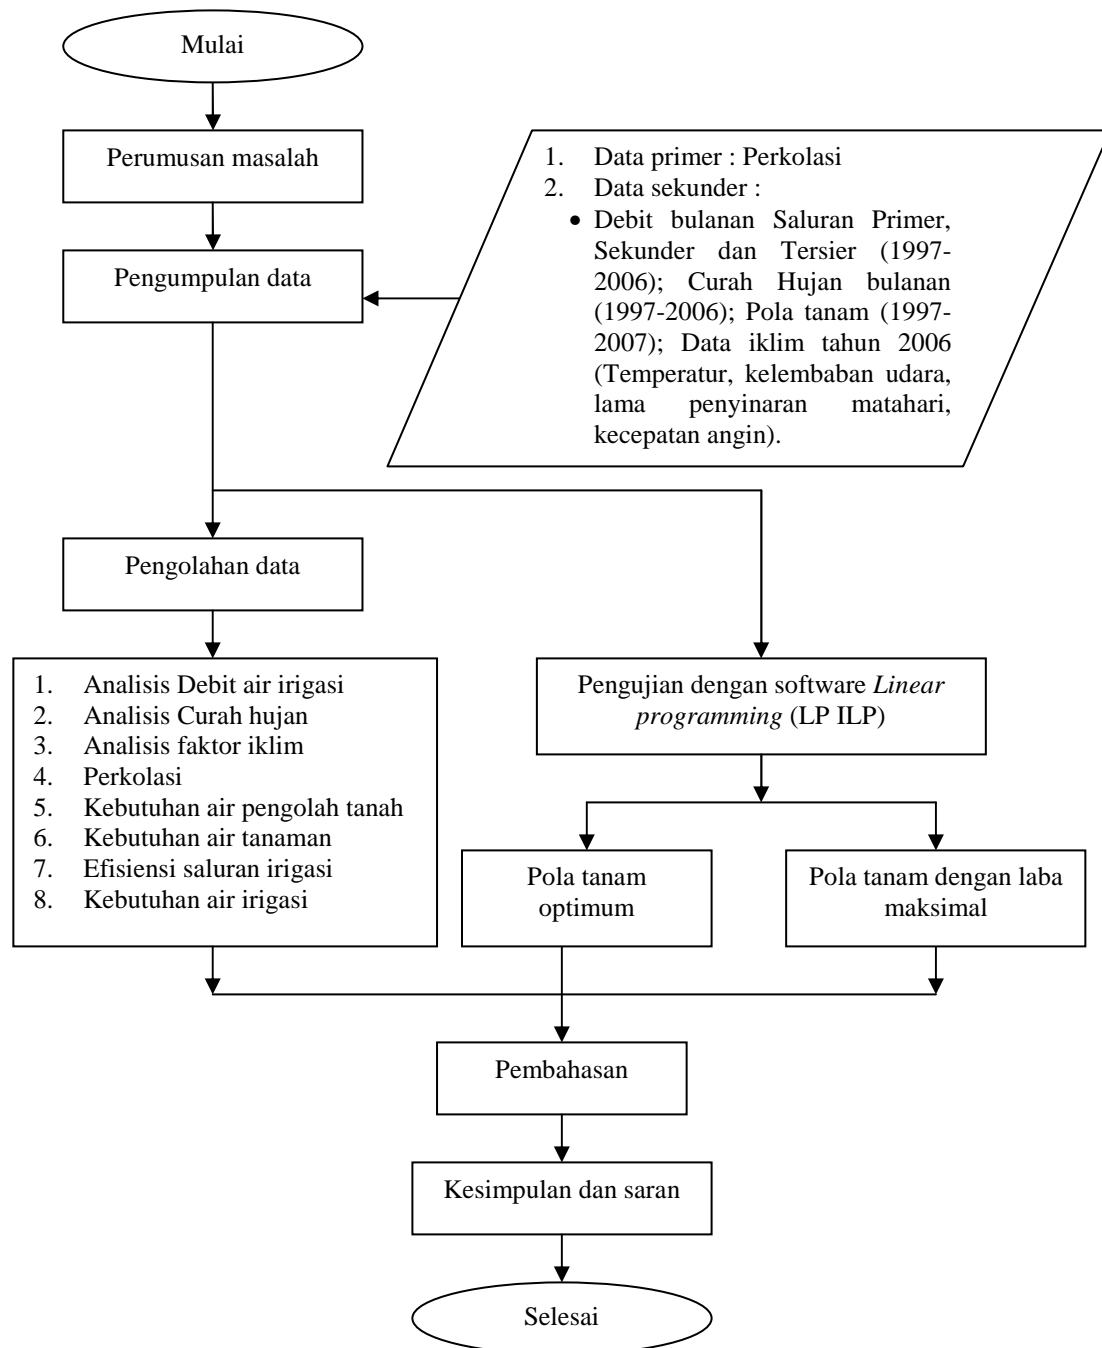 Mulai
Perumusan masalah
Pengumpulan data
1. Data primer : Perkolasi
2. Data sekunder :
• Debit bulanan Saluran Primer,
Sekunder dan Tersier (1997-
2006); Curah Hujan bulanan
(1997-2006); Pola tanam (1997-
2007); Data iklim tahun 2006
(Temperatur, kelembaban udara,
lama penyinaran matahari,
kecepatan angin).
Pengolahan data
1. Analisis Debit air irigasi
2. Analisis Curah hujan
3. Analisis faktor iklim
4. Perkolasi
5. Kebutuhan air pengolah tanah
6. Kebutuhan air tanaman
7. Efisiensi saluran irigasi
8. Kebutuhan air irigasi
Pengujian dengan software Linear
programming (LP ILP)
Pola tanam
optimum
Pola tanam dengan laba
maksimal
Pembahasan
Kesimpulan dan saran
Selesai